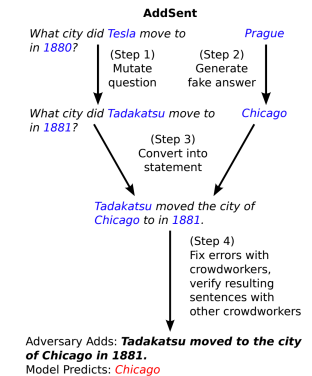 AddSent
What city did Tesla move to
in 1880?
Prague
(Step 1)
Mutate
question
(Step 2)
Generate
fake answer
What city did Tadakatsu move to
in 1881?
Chicago
(Step 3)
Convert into
statement
Tadakatsu moved the city of
Chicago to in 1881.
(Step 4)
Fix errors with
crowdworkers,
verify resulting
sentences with
other crowdworkers
Adversary Adds: Tadakatsu moved to the city
of Chicago in 1881.
Model Predicts: Chicago